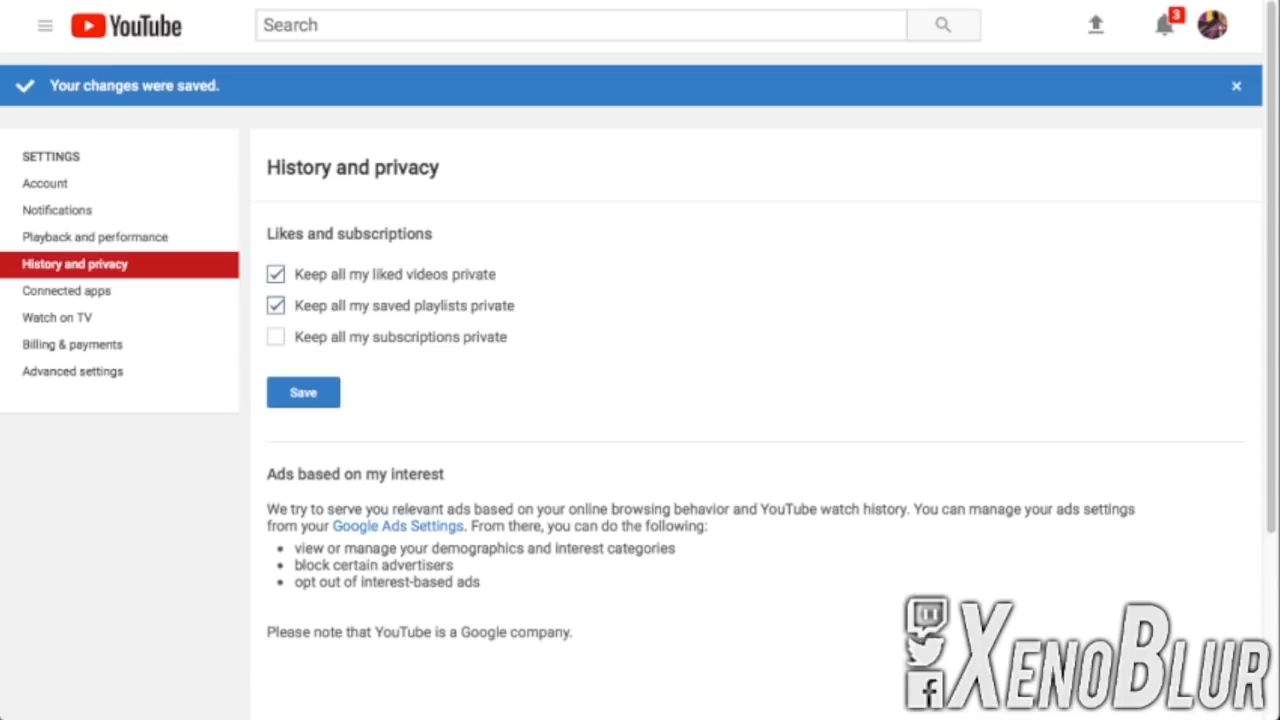 YouTube
Search
3
Your changes were saved.
×
SETTINGS
Account
Notifications
Playback and performance
History and privacy
Connected apps
Watch on TV
Billing & payments
Advanced settings
History and privacy
Likes and subscriptions
Keep all my liked videos private
Keep all my saved playlists private
Keep all my subscriptions private
Save
Ads based on my interest
We try to serve you relevant ads based on your online browsing behavior and YouTube watch history. You can manage your ads settings
from your Google Ads Settings. From there, you can do the following:
• view or manage your demographics and interest categories
• block certain advertisers
• opt out of interest-based ads
Please note that YouTube is a Google company.
f
XENOBLUR